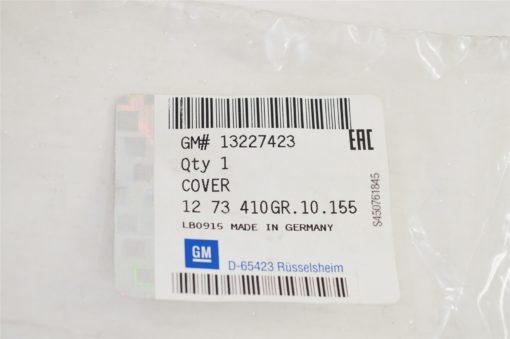 GM# 13227423
EAC
Qty 1
COVER
12 73 410GR.10.155
LB0915 MADE IN GERMANY
GM
D-65423 Rüsselsheim
S450761845